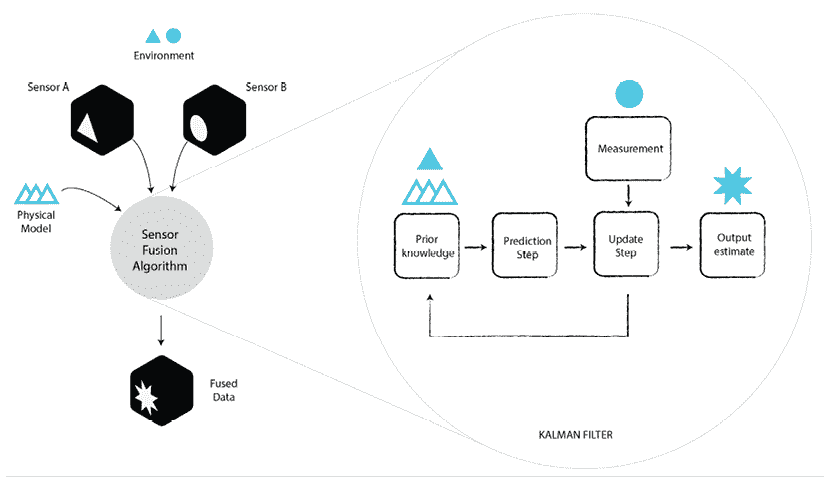 Environment
Sensor A
Sensor B
Physical
Model
Sensor
Fusion
Algorithm
Fused
Data
Measurement
Prior
knowledge
Prediction
Step
Update
Step
Output
estimate
KALMAN FILTER